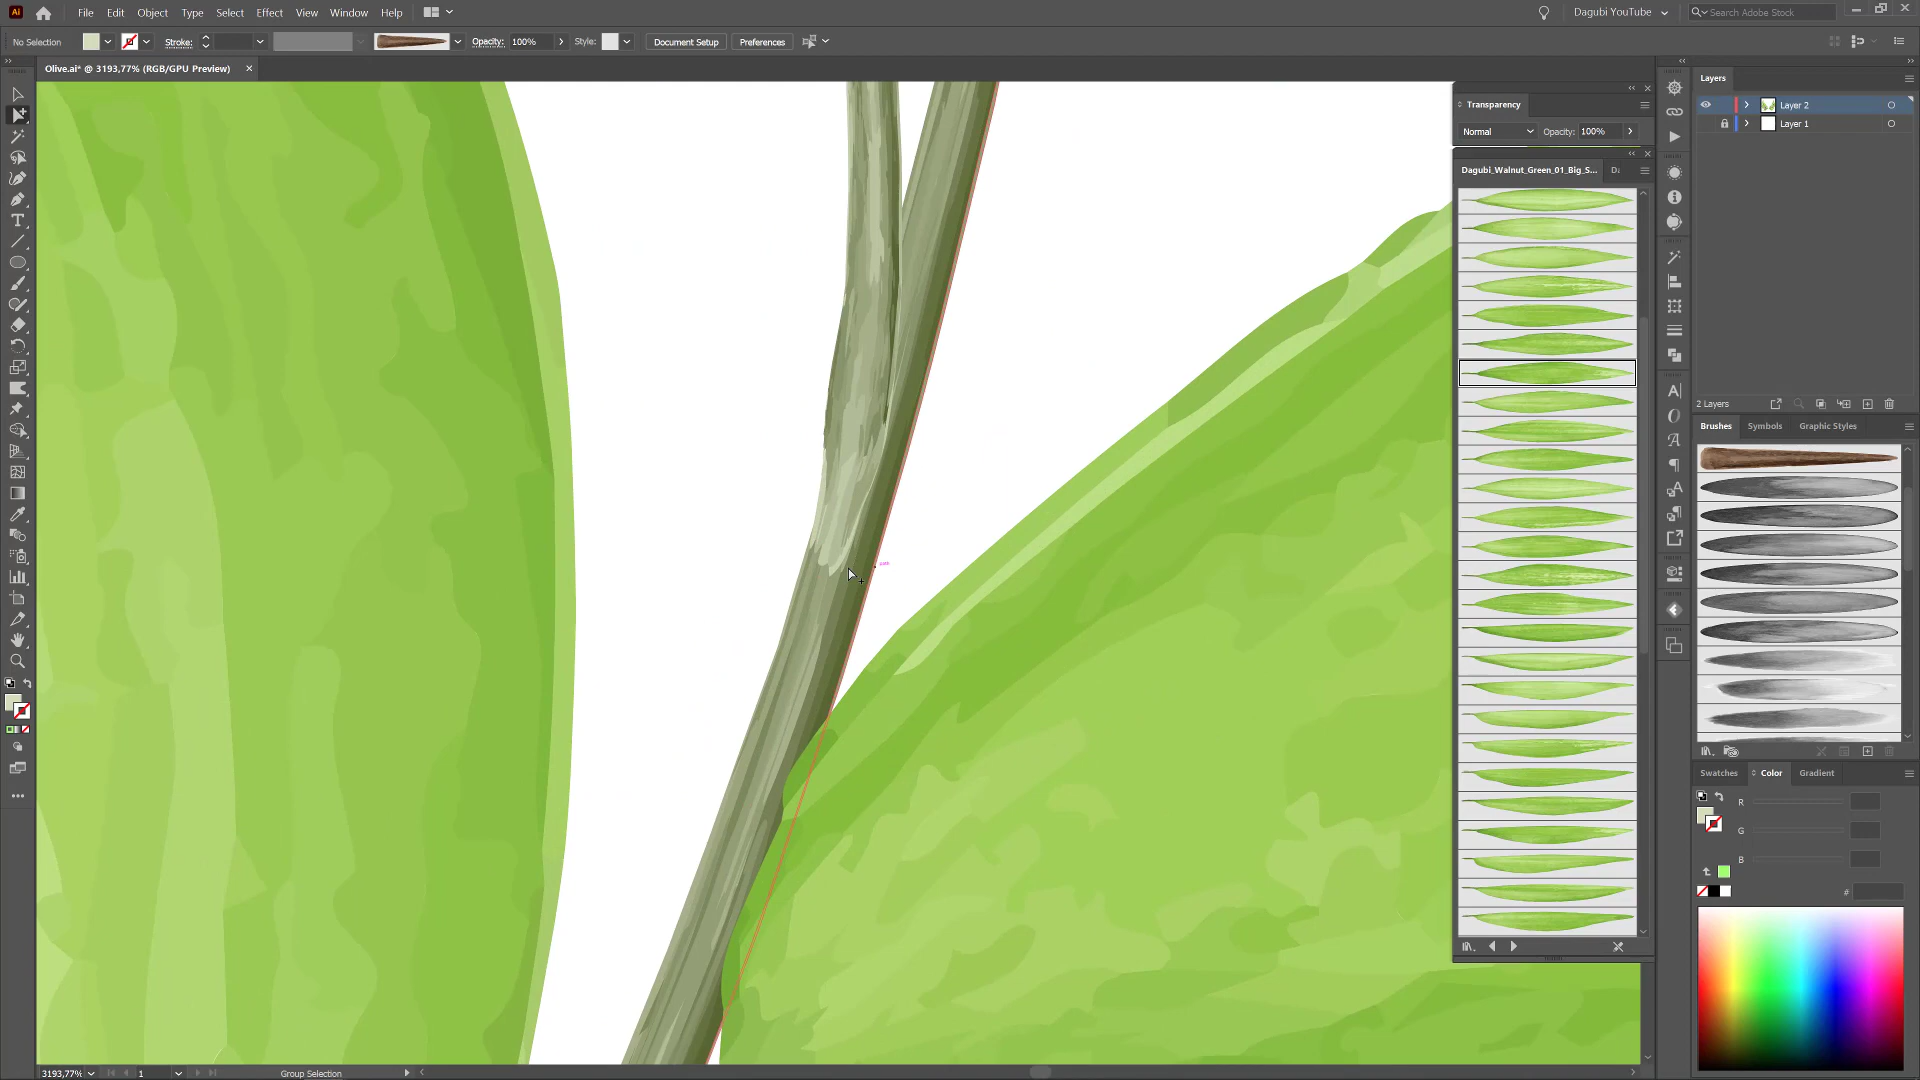 Ai File Edit Object Type Select Effect View Window Help Dagubi YouTube Search Adobe Stock
No Selection Stroke: Opacity: 100% Style: Document Setup Preferences
Olive.ai* @ 3193,77% (RGB/GPU Preview)
Transparency
Normal Opacity: 100%
Dagubi_Walnut_Green_01_Big_S...
Layers
Layer 2
Layer 1
2 Layers
Brushes Symbols Graphic Styles
Swatches Color Gradient
R
G
B
#
3193,77% 1 Group Selection